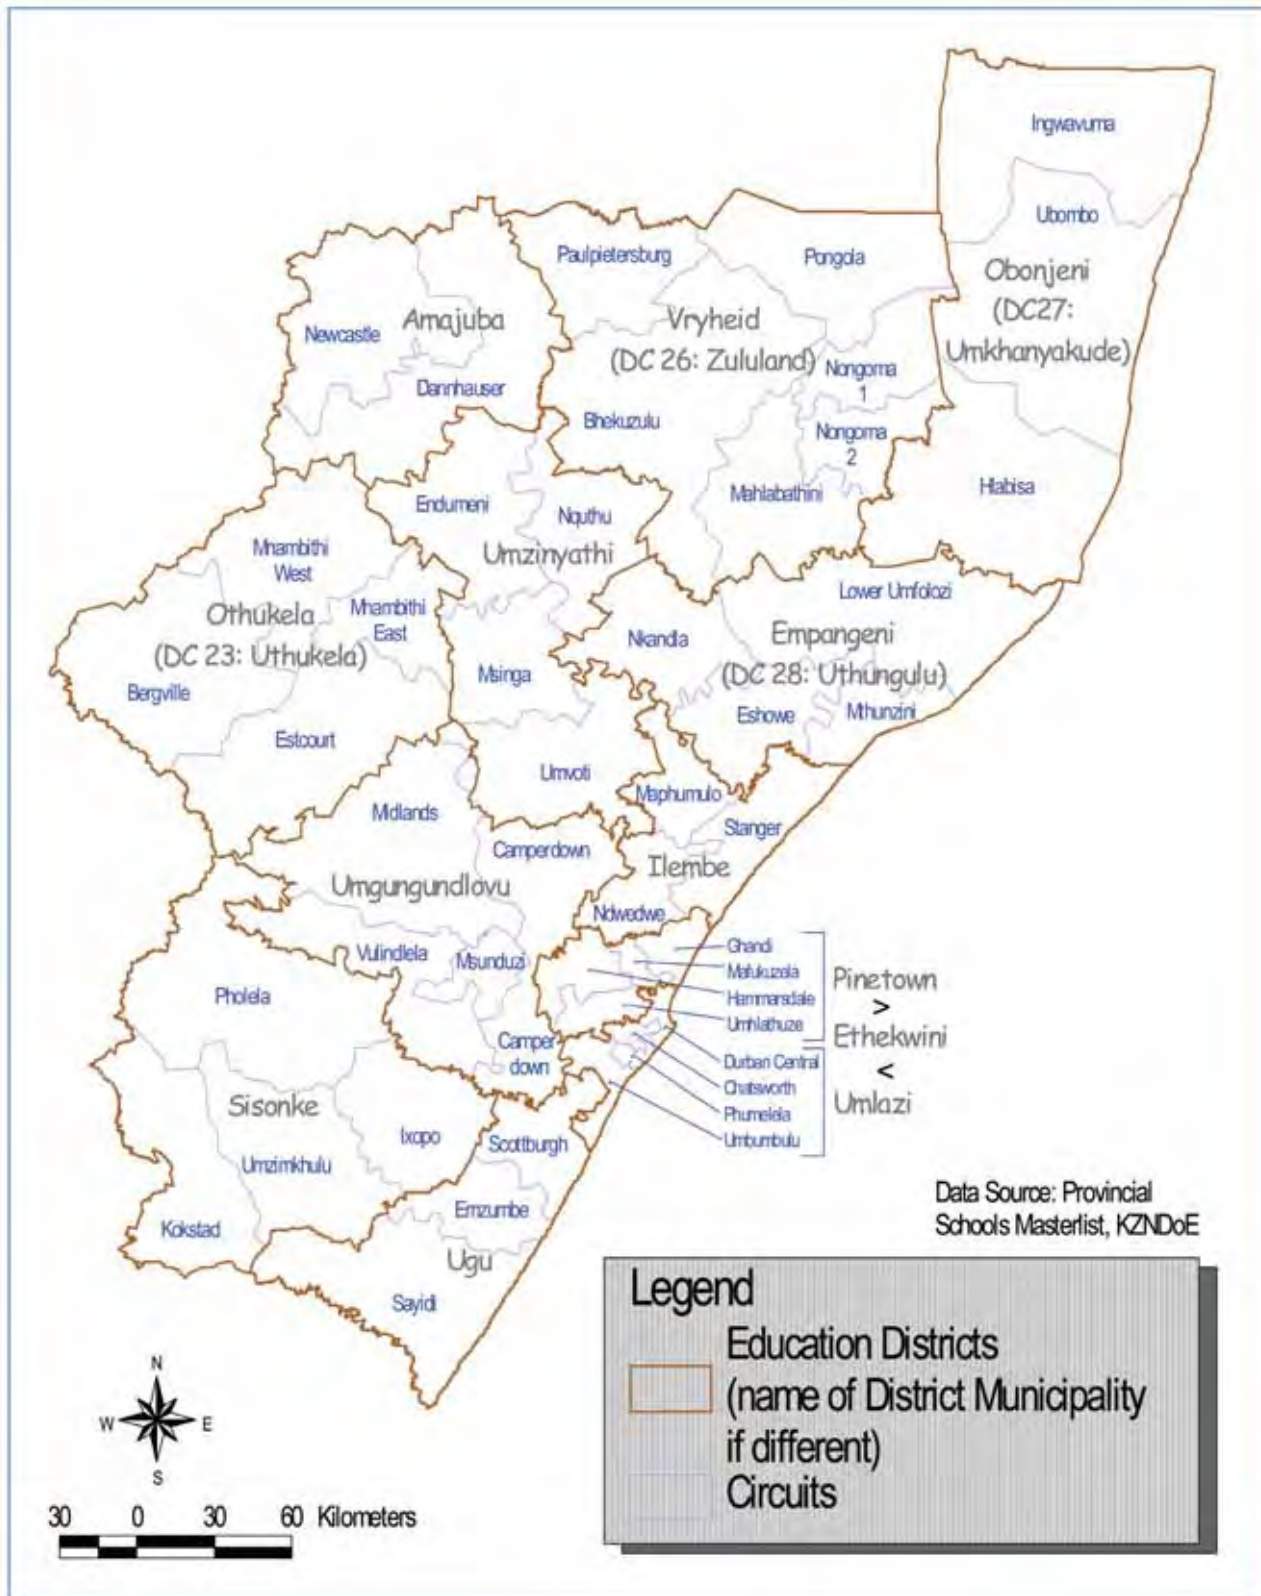 Ingwavuma
Ubombo
Obonjeni
(DC27:
Umkhanyakude)
Hlabisa
Paulpietersburg
Pongola
Vryheid
(DC 26: Zululand)
Nongoma
1
Nongoma
2
Bhekuzulu
Mahlabathini
Newcastle
Amajuba
Dannhauser
Endumeni
Nquthu
Umzinyathi
Msinga
Umvoti
Mnambithi
West
Othukela
(DC 23: Uthukela)
Mnambithi
East
Bergville
Estcourt
Lower Umfolozi
Nkandla
Empangeni
(DC 28: Uthungulu)
Eshowe
Mthunzini
Maphumulo
Stanger
Ilembe
Ndwedwe
Midlands
Camperdown
Umgungundlovu
Vulindlela
Msunduzi
Camper
down
Ghandi
Mafukuzela
Hammarsdale
Umhlathuze
Pinetown
>
Ethekwini
<
Umlazi
Durban Central
Chatsworth
Phumelela
Umbumbulu
Pholela
Sisonke
Ixopo
Umzimkhulu
Kokstad
Scottburgh
Emzumbe
Ugu
Sayidi
Data Source: Provincial
Schools Masterlist, KZNDoE
Legend
Education Districts
(name of District Municipality
if different)
Circuits
N
W E
S
30 0 30 60 Kilometers